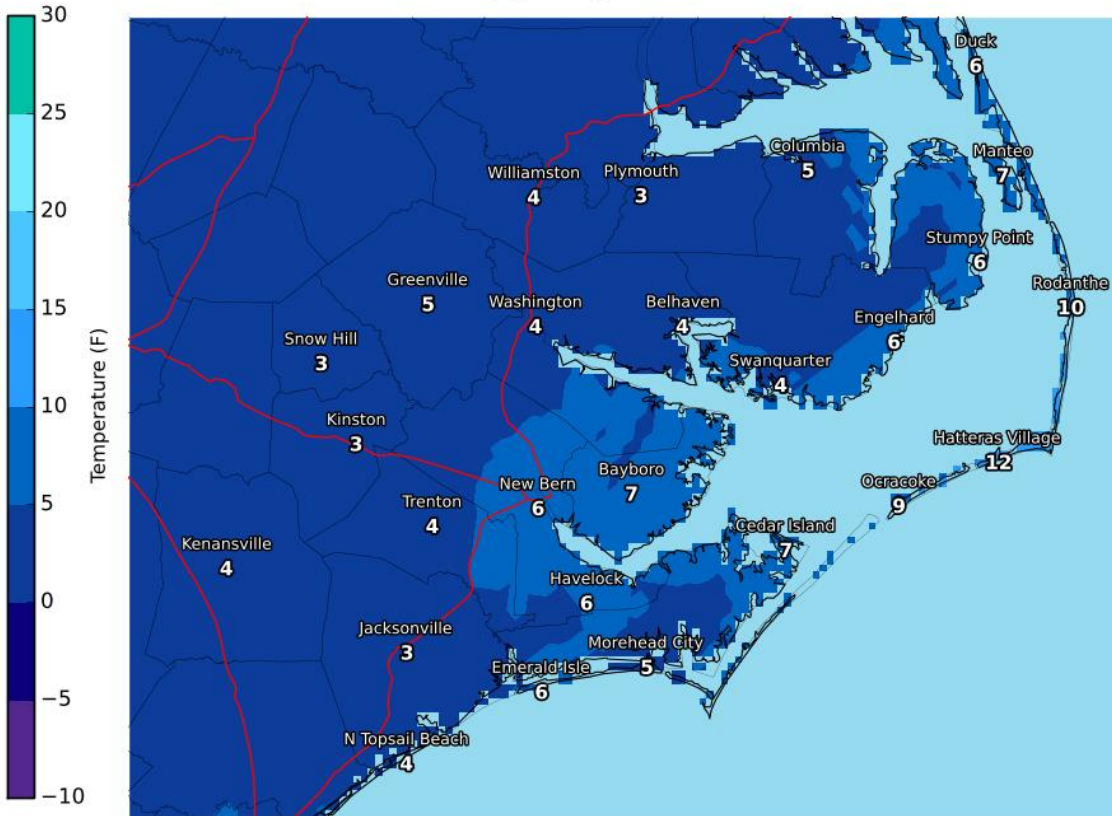 30
25
20
15
10
5
0
−5
−10
Temperature (F)
Duck
6
Columbia
5
Manteo
7
Williamston
4
Plymouth
3
Stumpy Point
6
Greenville
5
Washington
4
Belhaven
4
Rodanthe
10
Engelhard
6
Snow Hill
3
Swanquarter
4
Kinston
3
Hatteras Village
12
Bayboro
7
New Bern
6
Ocracoke
9
Trenton
4
Cedar Island
7
Kenansville
4
Havelock
6
Jacksonville
3
Morehead City
5
Emerald Isle
6
N Topsail Beach
4